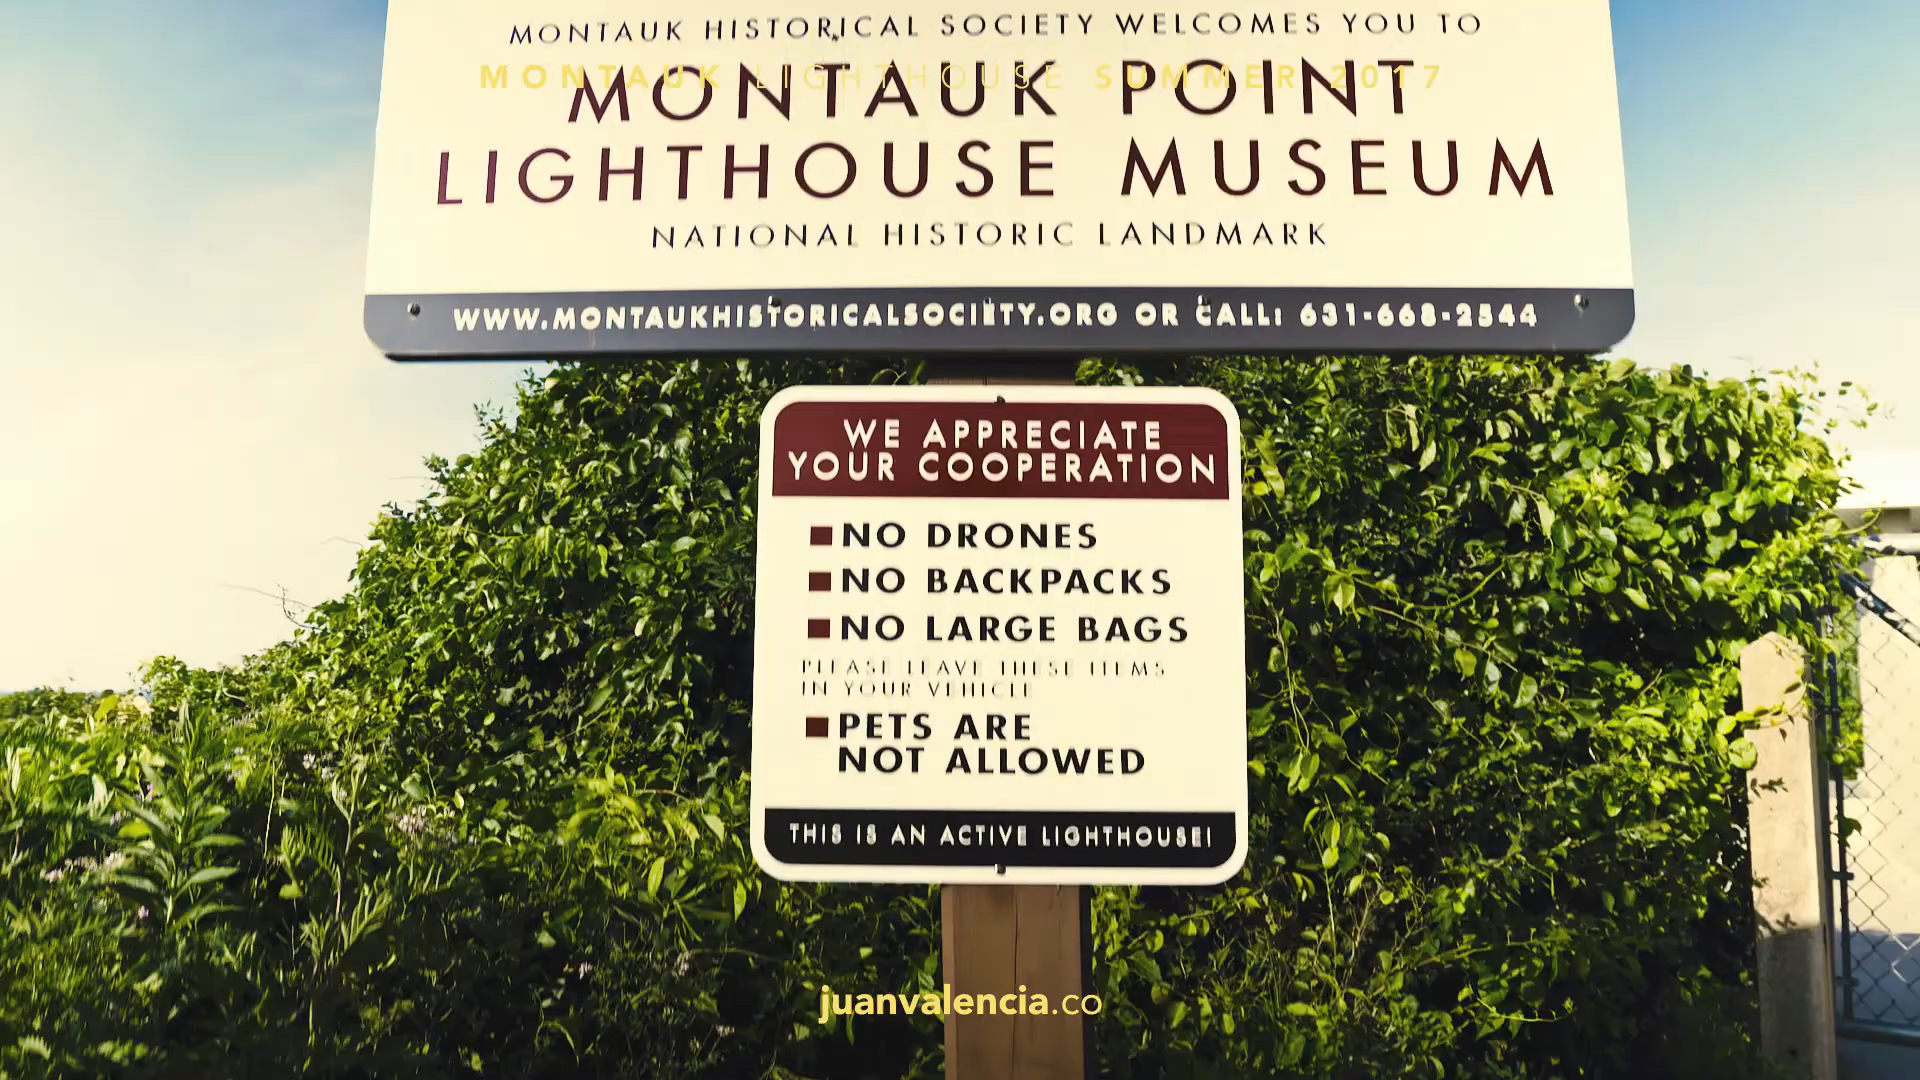 MONTAUK HISTORICAL SOCIETY WELCOMES YOU TO
MONTAUK LIGHTHOUSE SUMMER 2017
MONTAUK POINT
LIGHTHOUSE MUSEUM
NATIONAL HISTORIC LANDMARK
WWW.MONTAUKHISTORICALSOCIETY.ORG OR CALL: 631-668-2544
WE APPRECIATE
YOUR COOPERATION
NO DRONES
NO BACKPACKS
NO LARGE BAGS
PLEASE LEAVE THESE ITEMS
IN YOUR VEHICLE
PETS ARE
NOT ALLOWED
THIS IS AN ACTIVE LIGHTHOUSE!
juanvalencia.co